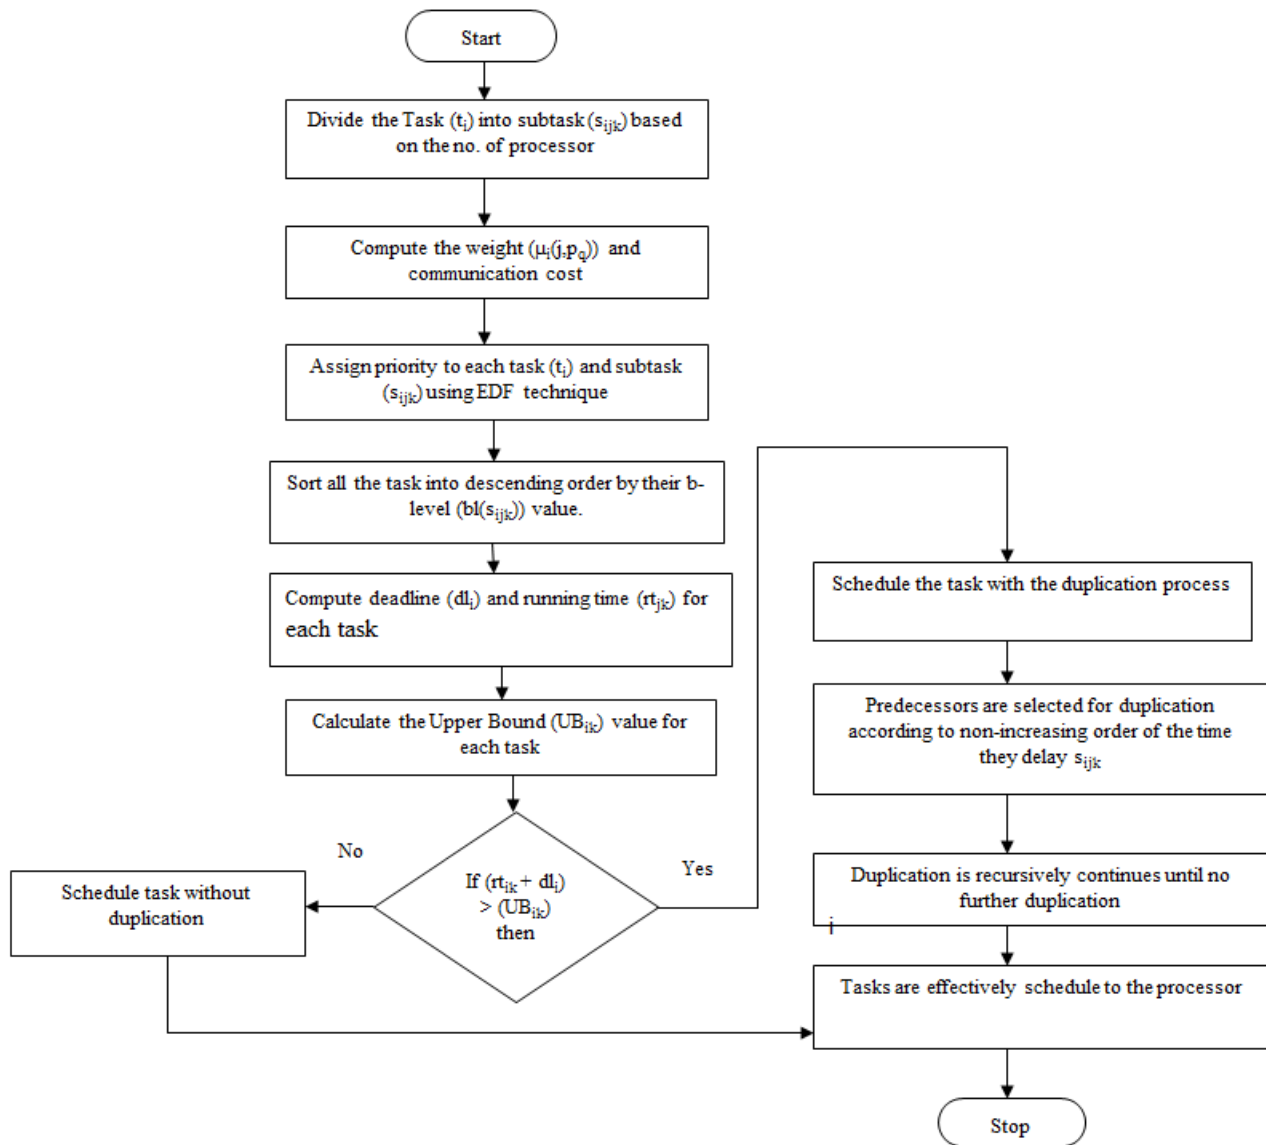 Start
Divide the Task (tᵢ) into subtask (sᵢⱼₖ) based
on the no. of processor
Compute the weight (μᵢ(j,p_q)) and
communication cost
Assign priority to each task (tᵢ) and subtask
(sᵢⱼₖ) using EDF technique
Sort all the task into descending order by their b-
level (bl(sᵢⱼₖ)) value.
Compute deadline (dlᵢ) and running time (rtⱼₖ) for
each task
Calculate the Upper Bound (UBᵢₖ) value for
each task
If (rtᵢₖ + dlᵢ)
> (UBᵢₖ)
then
No
Schedule task without
duplication
Yes
Schedule the task with the duplication process
Predecessors are selected for duplication
according to non-increasing order of the time
they delay sᵢⱼₖ
Duplication is recursively continues until no
further duplication
i
Tasks are effectively schedule to the processor
Stop